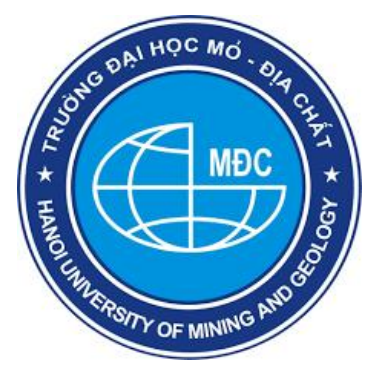 TRƯỜNG ĐẠI HỌC MỎ - ĐỊA CHẤT
MĐC
HANOI UNIVERSITY OF MINING AND GEOLOGY